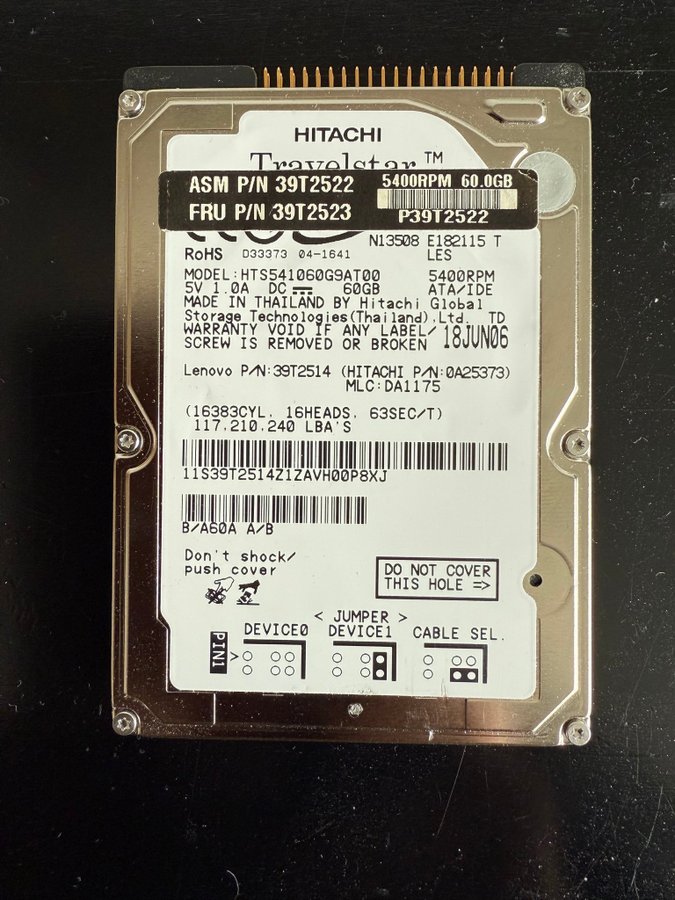 HITACHI
Travelstar™
ASM P/N 39T2522
5400RPM 60.0GB
FRU P/N 39T2523
P39T2522
N13508 E182115 T
RoHS D33373 04-1641 LES
MODEL:HTS541060G9AT00 5400RPM
5V 1.0A DC 60GB ATA/IDE
MADE IN THAILAND BY Hitachi Global
Storage Technologies(Thailand).Ltd. TD
WARRANTY VOID IF ANY LABEL/
SCREW IS REMOVED OR BROKEN 18JUN06
Lenovo P/N:39T2514 (HITACHI P/N:0A25373)
MLC:DA1175
(16383CYL. 16HEADS. 63SEC/T)
117.210.240 LBA'S
11S39T2514Z1ZAVH00P8XJ
B/A60A A/B
Don't shock/
push cover
DO NOT COVER
THIS HOLE =>
< JUMPER >
DEVICE0 DEVICE1 CABLE SEL.
PIN1 >